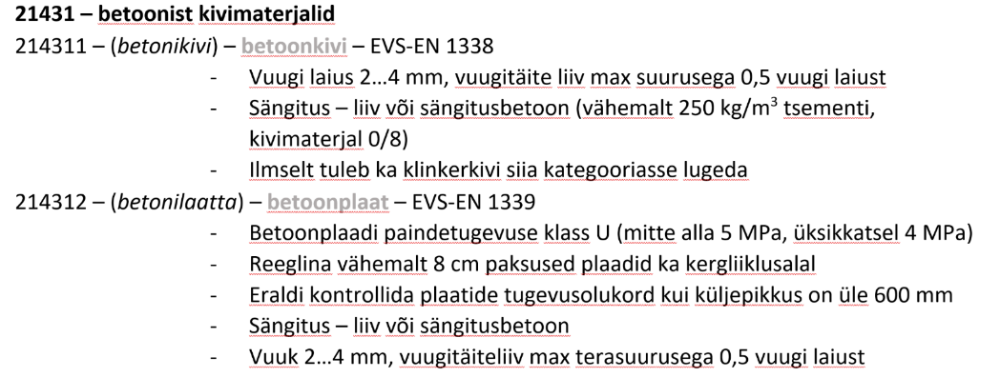 21431 – betoonist kivimaterjalid
214311 – (betonikivi) – betoonkivi – EVS-EN 1338
- Vuugi laius 2...4 mm, vuugitäite liiv max suurusega 0,5 vuugi laiust
- Sängitus – liiv või sängitusbetoon (vähemalt 250 kg/m³ tsementi,
kivimaterjal 0/8)
- Ilmselt tuleb ka klinkerkivi siia kategooriasse lugeda
214312 – (betonilaatta) – betoonplaat – EVS-EN 1339
- Betoonplaadi paindetugevuse klass U (mitte alla 5 MPa, üksikkatsel 4 MPa)
- Reeglina vähemalt 8 cm paksused plaadid ka kergliiklusalal
- Eraldi kontrollida plaatide tugevusolukord kui küljepikkus on üle 600 mm
- Sängitus – liiv või sängitusbetoon
- Vuuk 2...4 mm, vuugitäiteliiv max terasuurusega 0,5 vuugi laiust